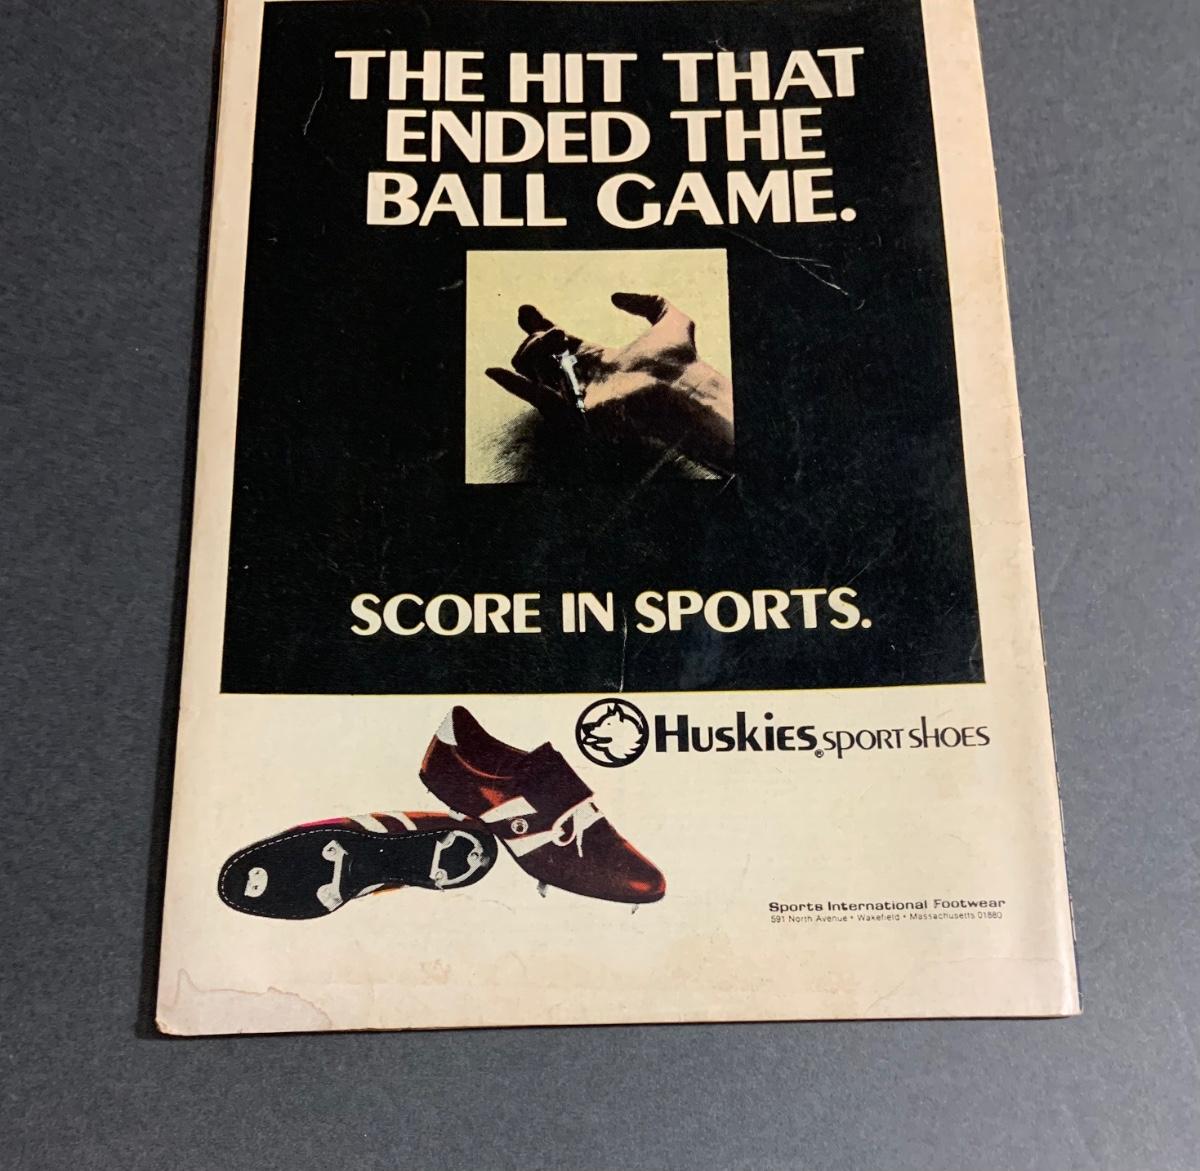 THE HIT THAT
ENDED THE
BALL GAME.
SCORE IN SPORTS.
Huskies® SPORT SHOES
Sports International Footwear
591 North Avenue • Wakefield • Massachusetts 01880